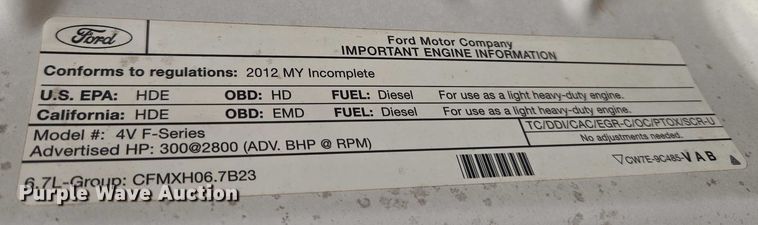 Ford
Ford Motor Company
IMPORTANT ENGINE INFORMATION
Conforms to regulations: 2012 MY Incomplete
U.S. EPA: HDE OBD: HD FUEL: Diesel For use as a light heavy-duty engine.
California: HDE OBD: EMD FUEL: Diesel For use as a light heavy-duty engine.
Model #: 4V F-Series
TC/DDI/CAC/EGR-C/OC/PTOX/SCR-U
Advertised HP: 300@2800 (ADV. BHP @ RPM)
No adjustments needed.
6.7L-Group: CFMXH06.7B23
CW7E-9C485-VAB
Purple Wave Auction